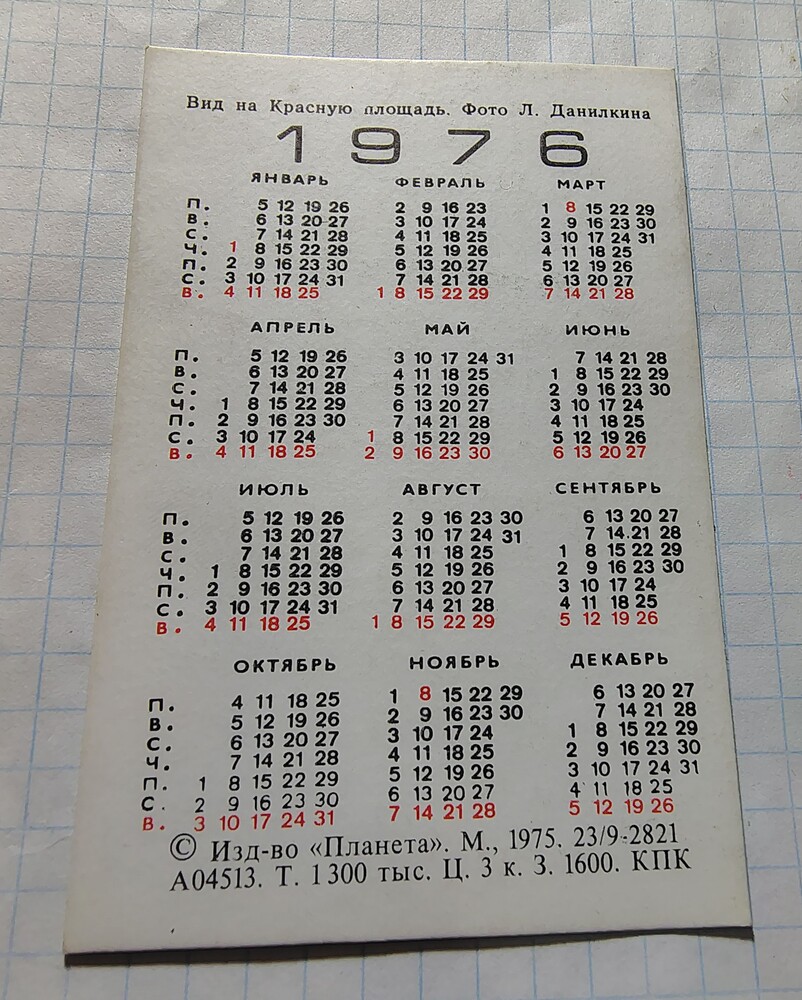 Вид на Красную площадь. Фото Л. Данилкина
1976
ЯНВАРЬ ФЕВРАЛЬ МАРТ
П. 5 12 19 26 2 9 16 23 1 8 15 22 29
В. 6 13 20 27 3 10 17 24 2 9 16 23 30
С. 7 14 21 28 4 11 18 25 3 10 17 24 31
Ч. 1 8 15 22 29 5 12 19 26 4 11 18 25
П. 2 9 16 23 30 6 13 20 27 5 12 19 26
С. 3 10 17 24 31 7 14 21 28 6 13 20 27
В. 4 11 18 25 1 8 15 22 29 7 14 21 28
АПРЕЛЬ МАЙ ИЮНЬ
П. 5 12 19 26 3 10 17 24 31 7 14 21 28
В. 6 13 20 27 4 11 18 25 1 8 15 22 29
С. 7 14 21 28 5 12 19 26 2 9 16 23 30
Ч. 1 8 15 22 29 6 13 20 27 3 10 17 24
П. 2 9 16 23 30 7 14 21 28 4 11 18 25
С. 3 10 17 24 1 8 15 22 29 5 12 19 26
В. 4 11 18 25 2 9 16 23 30 6 13 20 27
ИЮЛЬ АВГУСТ СЕНТЯБРЬ
П. 5 12 19 26 2 9 16 23 30 6 13 20 27
В. 6 13 20 27 3 10 17 24 31 7 14 21 28
С. 7 14 21 28 4 11 18 25 1 8 15 22 29
Ч. 1 8 15 22 29 5 12 19 26 2 9 16 23 30
П. 2 9 16 23 30 6 13 20 27 3 10 17 24
С. 3 10 17 24 31 7 14 21 28 4 11 18 25
В. 4 11 18 25 1 8 15 22 29 5 12 19 26
ОКТЯБРЬ НОЯБРЬ ДЕКАБРЬ
П. 4 11 18 25 1 8 15 22 29 6 13 20 27
В. 5 12 19 26 2 9 16 23 30 7 14 21 28
С. 6 13 20 27 3 10 17 24 1 8 15 22 29
Ч. 7 14 21 28 4 11 18 25 2 9 16 23 30
П. 1 8 15 22 29 5 12 19 26 3 10 17 24 31
С. 2 9 16 23 30 6 13 20 27 4 11 18 25
В. 3 10 17 24 31 7 14 21 28 5 12 19 26
© Изд-во «Планета». М., 1975. 23/9-2821
А04513. Т. 1 300 тыс. Ц. 3 к. З. 1600. КПК